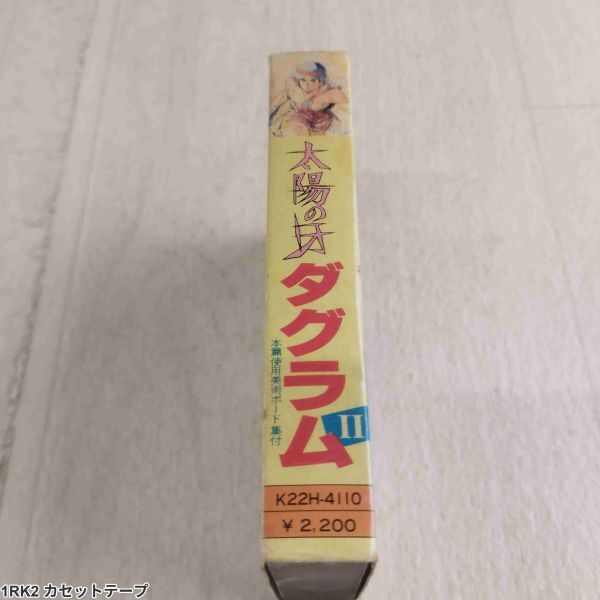 太陽の牙
ダグラム
II
本篇使用美術ボード集付
K22H-4110
¥ 2,200
1RK2 カセットテープ